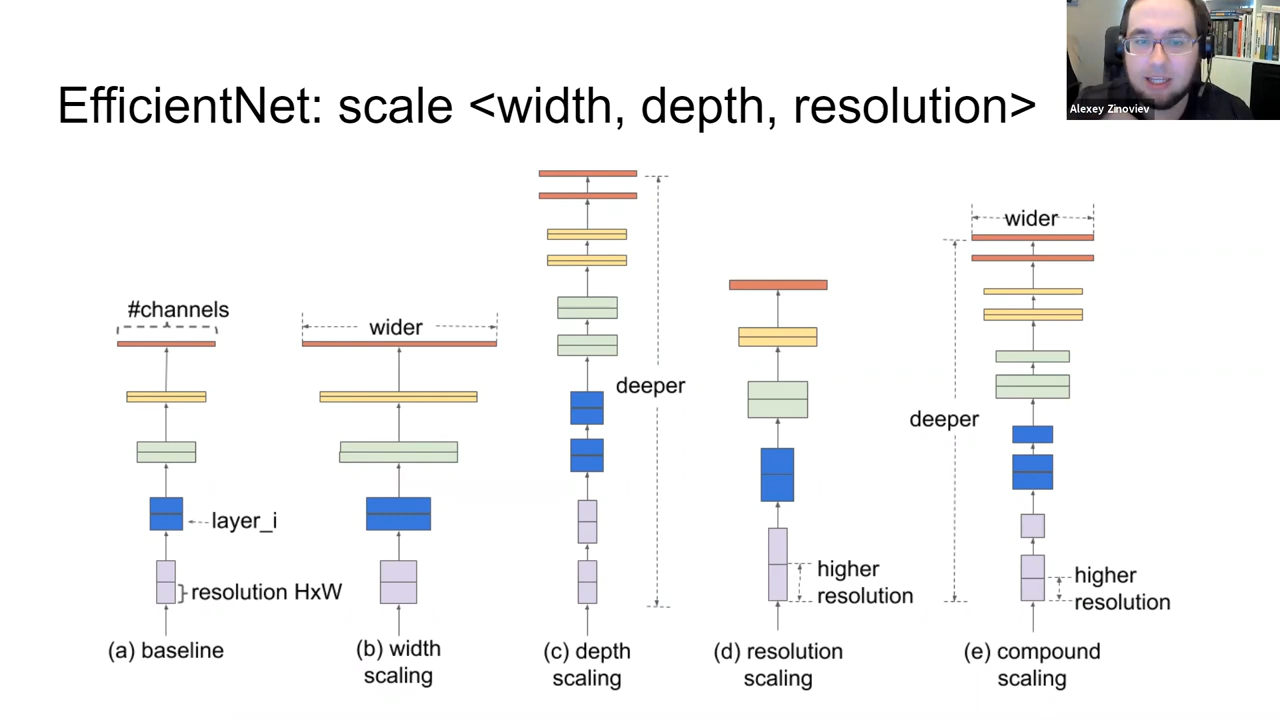 EfficientNet: scale <width, depth, resolution>
Alexey Zinoviev
#channels
layer_i
resolution HxW
(a) baseline
wider
(b) width
scaling
deeper
(c) depth
scaling
higher
resolution
(d) resolution
scaling
wider
deeper
higher
resolution
(e) compound
scaling